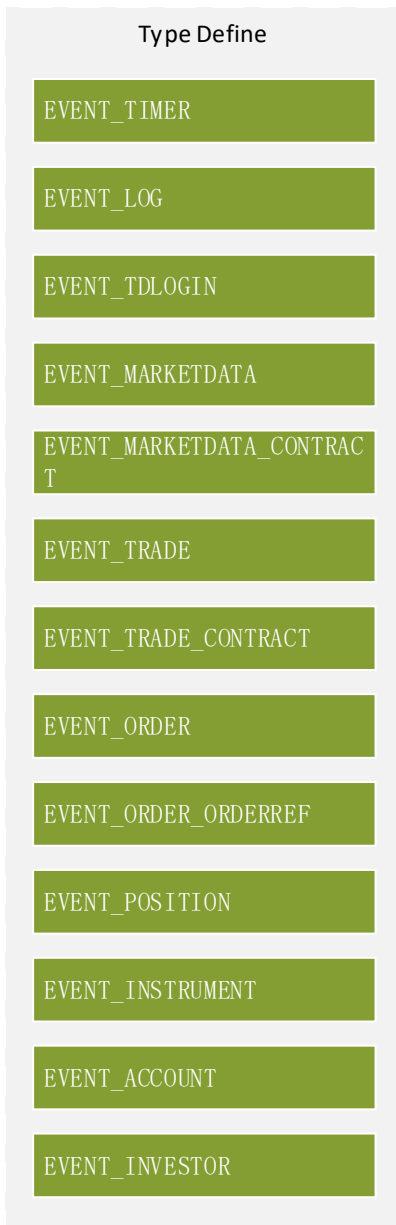 Type Define
EVENT_TIMER
EVENT_LOG
EVENT_TDLOGIN
EVENT_MARKETDATA
EVENT_MARKETDATA_CONTRAC
T
EVENT_TRADE
EVENT_TRADE_CONTRACT
EVENT_ORDER
EVENT_ORDER_ORDERREF
EVENT_POSITION
EVENT_INSTRUMENT
EVENT_ACCOUNT
EVENT_INVESTOR